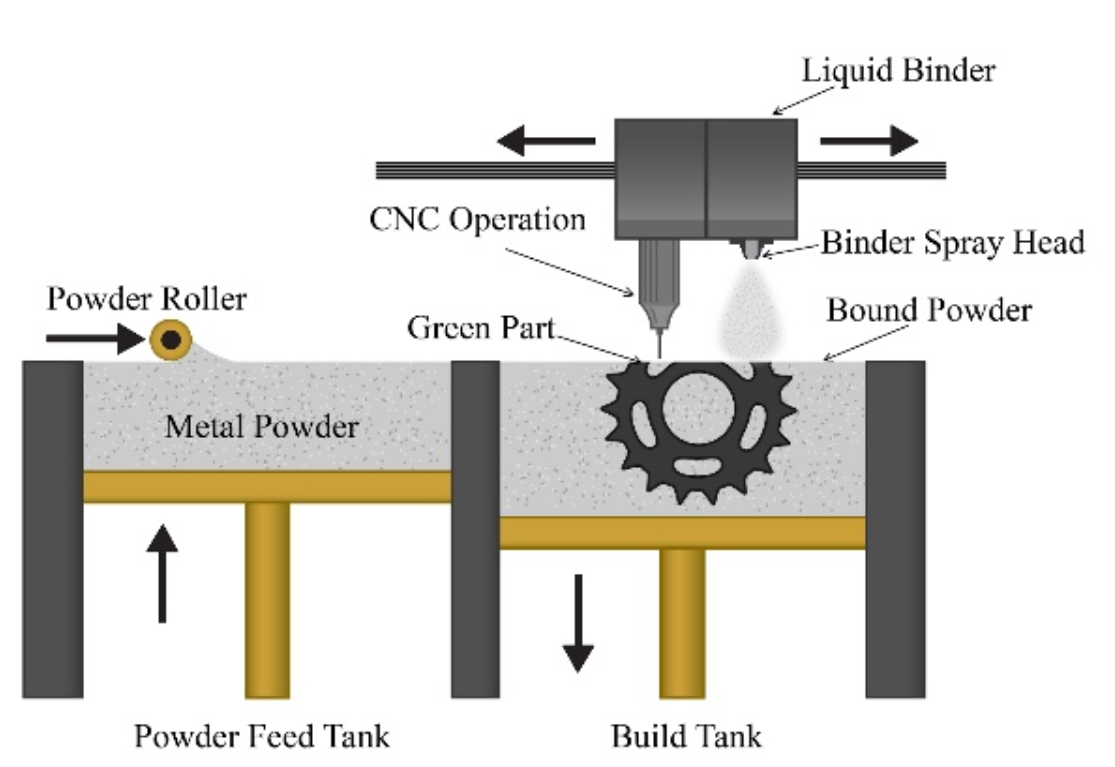 Liquid Binder
CNC Operation
Binder Spray Head
Powder Roller
Green Part
Bound Powder
Metal Powder
Powder Feed Tank
Build Tank